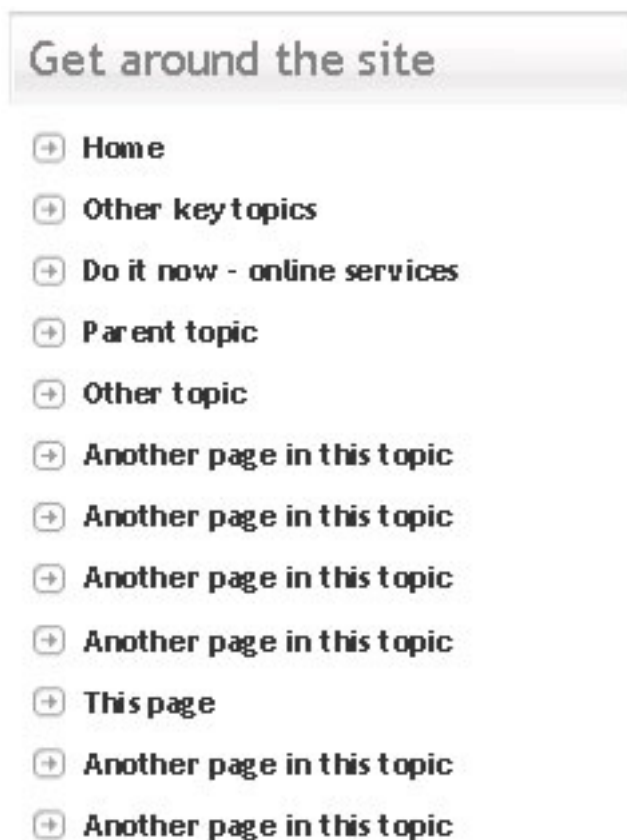 Get around the site
Home
Other key topics
Do it now - online services
Parent topic
Other topic
Another page in this topic
Another page in this topic
Another page in this topic
Another page in this topic
This page
Another page in this topic
Another page in this topic